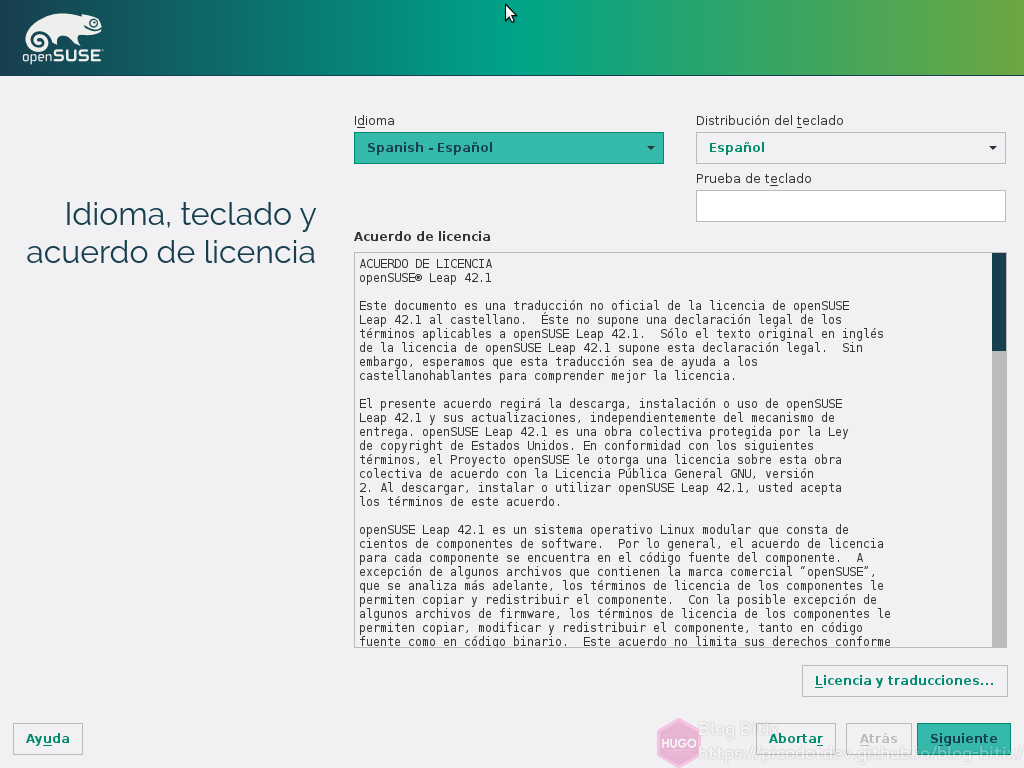 openSUSE
Idioma
Distribución del teclado
Spanish - Español
Español
Prueba de teclado
Idioma, teclado y
acuerdo de licencia
Acuerdo de licencia
ACUERDO DE LICENCIA
openSUSE® Leap 42.1
Este documento es una traducción no oficial de la licencia de openSUSE
Leap 42.1 al castellano.  Éste no supone una declaración legal de los
términos aplicables a openSUSE Leap 42.1.  Sólo el texto original en inglés
de la licencia de openSUSE Leap 42.1 supone esta declaración legal.  Sin
embargo, esperamos que esta traducción sea de ayuda a los
castellanohablantes para comprender mejor la licencia.
El presente acuerdo regirá la descarga, instalación o uso de openSUSE
Leap 42.1 y sus actualizaciones, independientemente del mecanismo de
entrega. openSUSE Leap 42.1 es una obra colectiva protegida por la Ley
de copyright de Estados Unidos. En conformidad con los siguientes
términos, el Proyecto openSUSE le otorga una licencia sobre esta obra
colectiva de acuerdo con la Licencia Pública General GNU, versión
2. Al descargar, instalar o utilizar openSUSE Leap 42.1, usted acepta
los términos de este acuerdo.
openSUSE Leap 42.1 es un sistema operativo Linux modular que consta de
cientos de componentes de software.  Por lo general, el acuerdo de licencia
para cada componente se encuentra en el código fuente del componente.  A
excepción de algunos archivos que contienen la marca comercial “openSUSE”,
que se analiza más adelante, los términos de licencia de los componentes le
permiten copiar y redistribuir el componente.  Con la posible excepción de
algunos archivos de firmware, los términos de licencia de los componentes le
permiten copiar, modificar y redistribuir el componente, tanto en código
fuente como en código binario.  Este acuerdo no limita sus derechos conforme
Licencia y traducciones...
Ayuda
HUGO
Blog Bitix
https://picodotdev.github.io/blog-bitix/
Abortar
Atrás
Siguiente